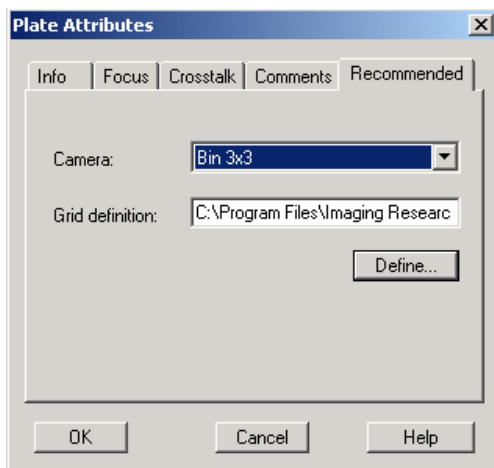 Plate Attributes
Info Focus Crosstalk Comments Recommended
Camera: Bin 3x3
Grid definition: C:\Program Files\Imaging Researc
Define...
OK Cancel Help